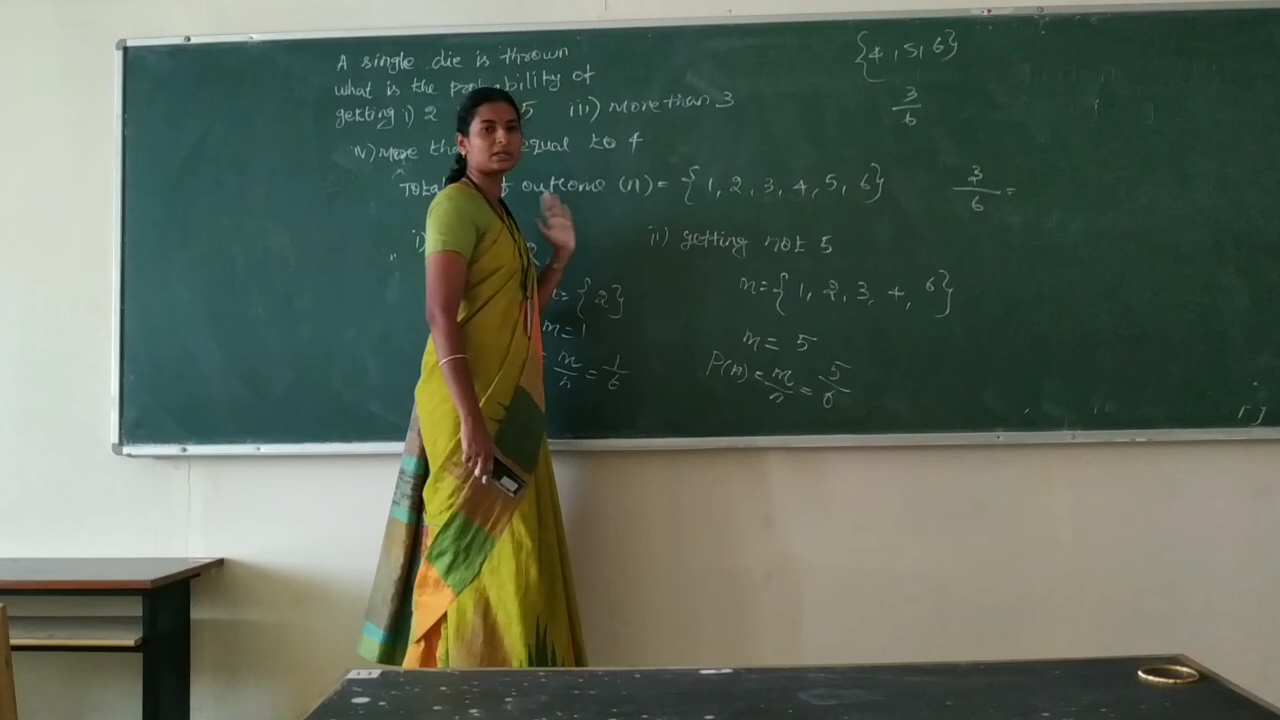 A single die is thrown
what is the probability of
getting i) 2 5 iii) More than 3
iv) more equal to 4
outcome (n) = { 1, 2, 3, 4, 5, 6 }
{4, 5, 6}
3/6
3/6 =
i)
= {2}
m = 1
m/n = 1/6
ii) getting not 5
m = { 1, 2, 3, 4, 6 }
m = 5
= m/n = 5/6